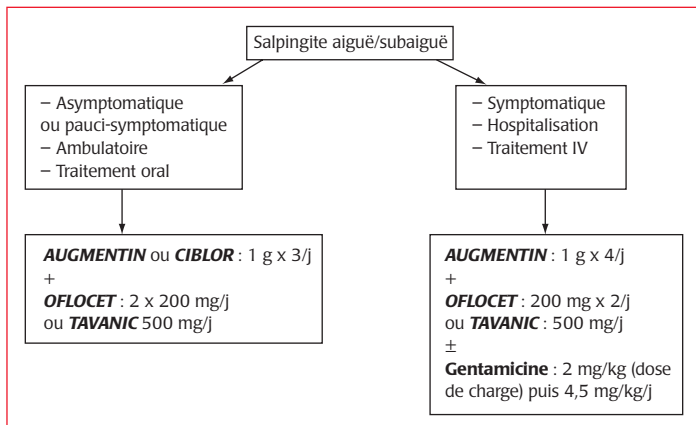 Salpingite aiguë/subaiguë
– Asymptomatique
ou pauci-symptomatique
– Ambulatoire
– Traitement oral
– Symptomatique
– Hospitalisation
– Traitement IV
AUGMENTIN ou CIBLOR : 1 g x 3/j
+
OFLOCET : 2 x 200 mg/j
ou TAVANIC 500 mg/j
AUGMENTIN : 1 g x 4/j
+
OFLOCET : 200 mg x 2/j
ou TAVANIC : 500 mg/j
±
Gentamicine : 2 mg/kg (dose
de charge) puis 4,5 mg/kg/j